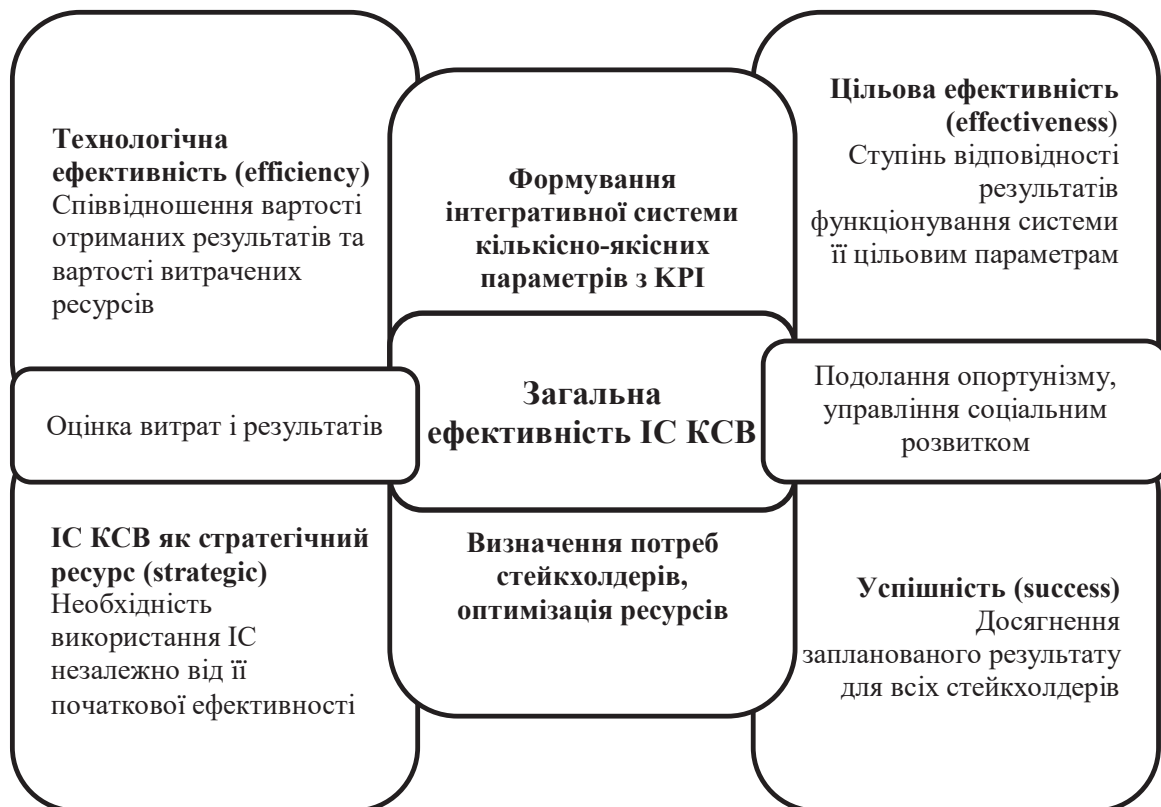 Технологічна
ефективність (efficiency)
Співвідношення вартості
отриманих результатів та
вартості витрачених
ресурсів
Формування
інтегративної системи
кількісно-якісних
параметрів з KPI
Цільова ефективність
(effectiveness)
Ступінь відповідності
результатів
функціонування системи
її цільовим параметрам
Оцінка витрат і результатів
Загальна
ефективність ІС КСВ
Подолання опортунізму,
управління соціальним
розвитком
ІС КСВ як стратегічний
ресурс (strategic)
Необхідність
використання ІС
незалежно від її
початкової ефективності
Визначення потреб
стейкхолдерів,
оптимізація ресурсів
Успішність (success)
Досягнення
запланованого результату
для всіх стейкхолдерів